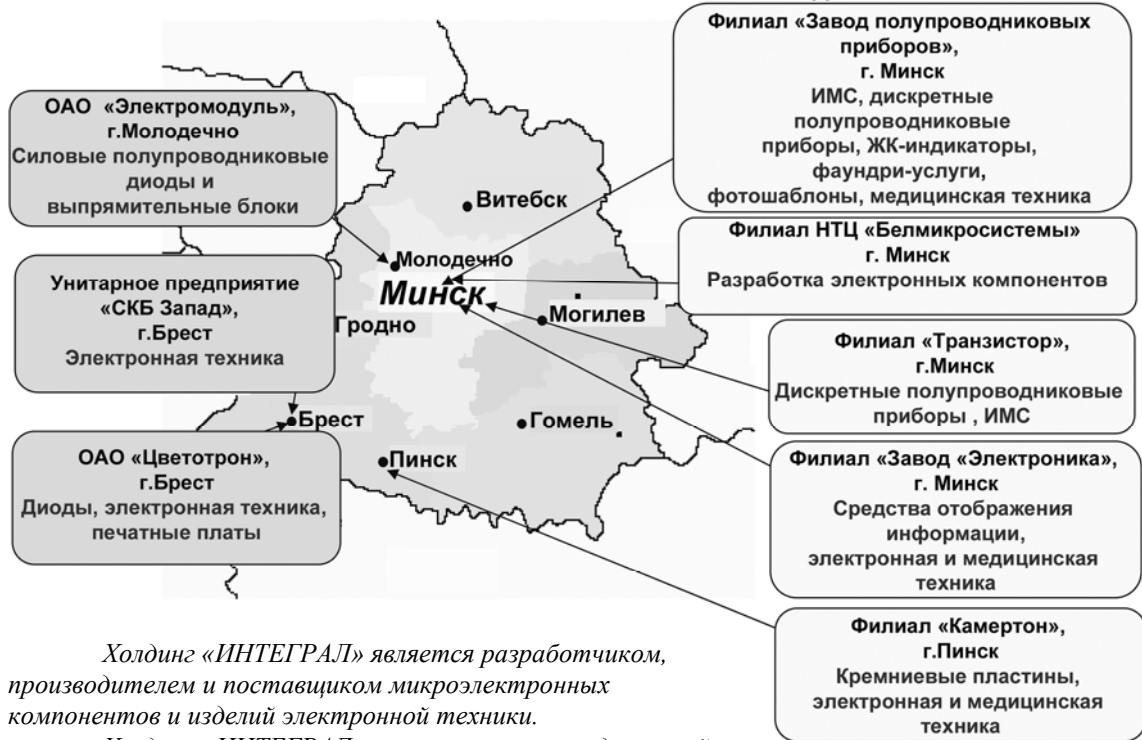 ОАО «Электромодуль»,
г.Молодечно
Силовые полупроводниковые
диоды и
выпрямительные блоки
Унитарное предприятие
«СКБ Запад»,
г.Брест
Электронная техника
ОАО «Цветотрон»,
г.Брест
Диоды, электронная техника,
печатные платы
Витебск
Молодечно
Минск
Гродно
Могилев
Брест
Гомель
Пинск
Филиал «Завод полупроводниковых
приборов»,
г. Минск
ИМС, дискретные
полупроводниковые
приборы, ЖК-индикаторы,
фаундри-услуги,
фотошаблоны, медицинская техника
Филиал НТЦ «Белмикросистемы»
г. Минск
Разработка электронных компонентов
Филиал «Транзистор»,
г.Минск
Дискретные полупроводниковые
приборы , ИМС
Филиал «Завод «Электроника»,
г. Минск
Средства отображения
информации,
электронная и медицинская
техника
Филиал «Камертон»,
г.Пинск
Кремниевые пластины,
электронная и медицинская
техника
Холдинг «ИНТЕГРАЛ» является разработчиком,
производителем и поставщиком микроэлектронных
компонентов и изделий электронной техники.